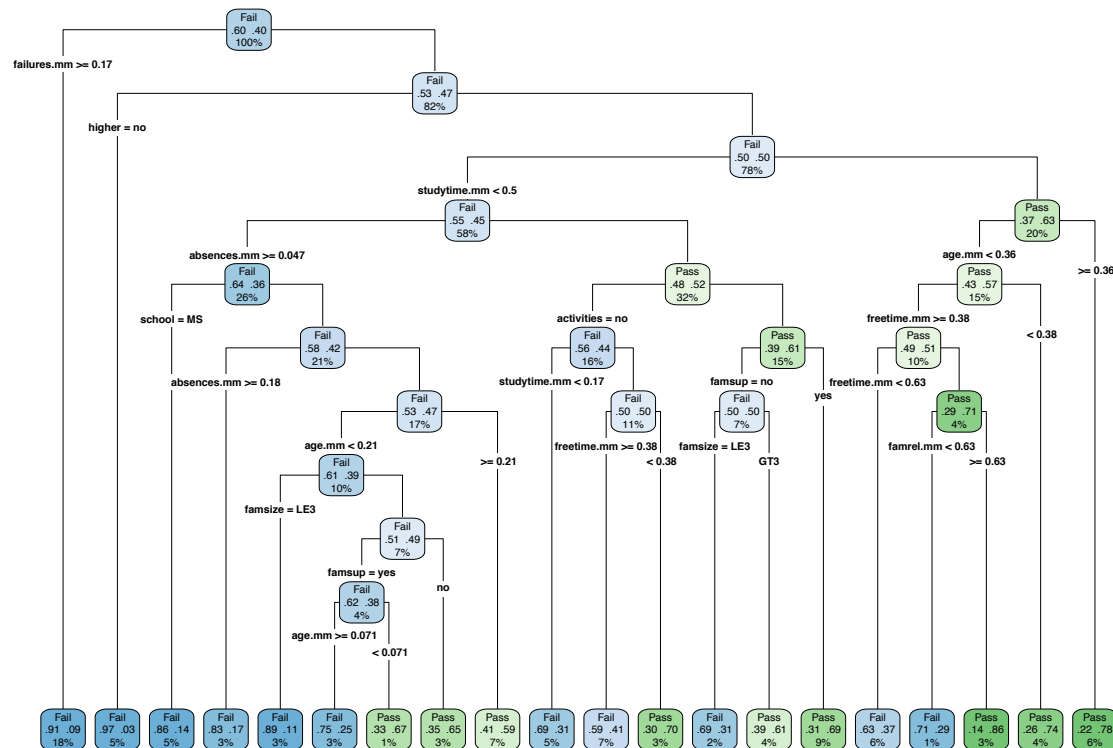 Fail
.60 .40
100%
failures.mm >= 0.17
Fail
.53 .47
82%
higher = no
Fail
.50 .50
78%
studytime.mm < 0.5
Fail
.55 .45
58%
Pass
.37 .63
20%
absences.mm >= 0.047
age.mm < 0.36
>= 0.36
Fail
.64 .36
26%
Pass
.48 .52
32%
Pass
.43 .57
15%
school = MS
activities = no
freetime.mm >= 0.38
< 0.38
Fail
.58 .42
21%
Fail
.56 .44
16%
Pass
.39 .61
15%
Pass
.49 .51
10%
absences.mm >= 0.18
studytime.mm < 0.17
famsup = no
yes
freetime.mm < 0.63
Fail
.53 .47
17%
Fail
.50 .50
11%
Fail
.50 .50
7%
Pass
.29 .71
4%
age.mm < 0.21
>= 0.21
freetime.mm >= 0.38
< 0.38
famsize = LE3
GT3
famrel.mm < 0.63
>= 0.63
Fail
.61 .39
10%
famsize = LE3
Fail
.51 .49
7%
famsup = yes
no
Fail
.62 .38
4%
age.mm >= 0.071
< 0.071
Fail
.91 .09
18%
Fail
.97 .03
5%
Fail
.86 .14
5%
Fail
.83 .17
3%
Fail
.89 .11
3%
Fail
.75 .25
3%
Pass
.33 .67
1%
Pass
.35 .65
3%
Pass
.41 .59
7%
Fail
.69 .31
5%
Fail
.59 .41
7%
Pass
.30 .70
3%
Fail
.69 .31
2%
Pass
.39 .61
4%
Pass
.31 .69
9%
Fail
.63 .37
6%
Fail
.71 .29
1%
Pass
.14 .86
3%
Pass
.26 .74
4%
Pass
.22 .78
6%